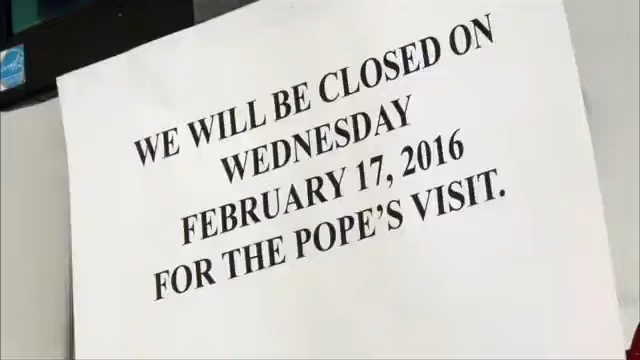 WE WILL BE CLOSED ON
WEDNESDAY
FEBRUARY 17, 2016
FOR THE POPE'S VISIT.